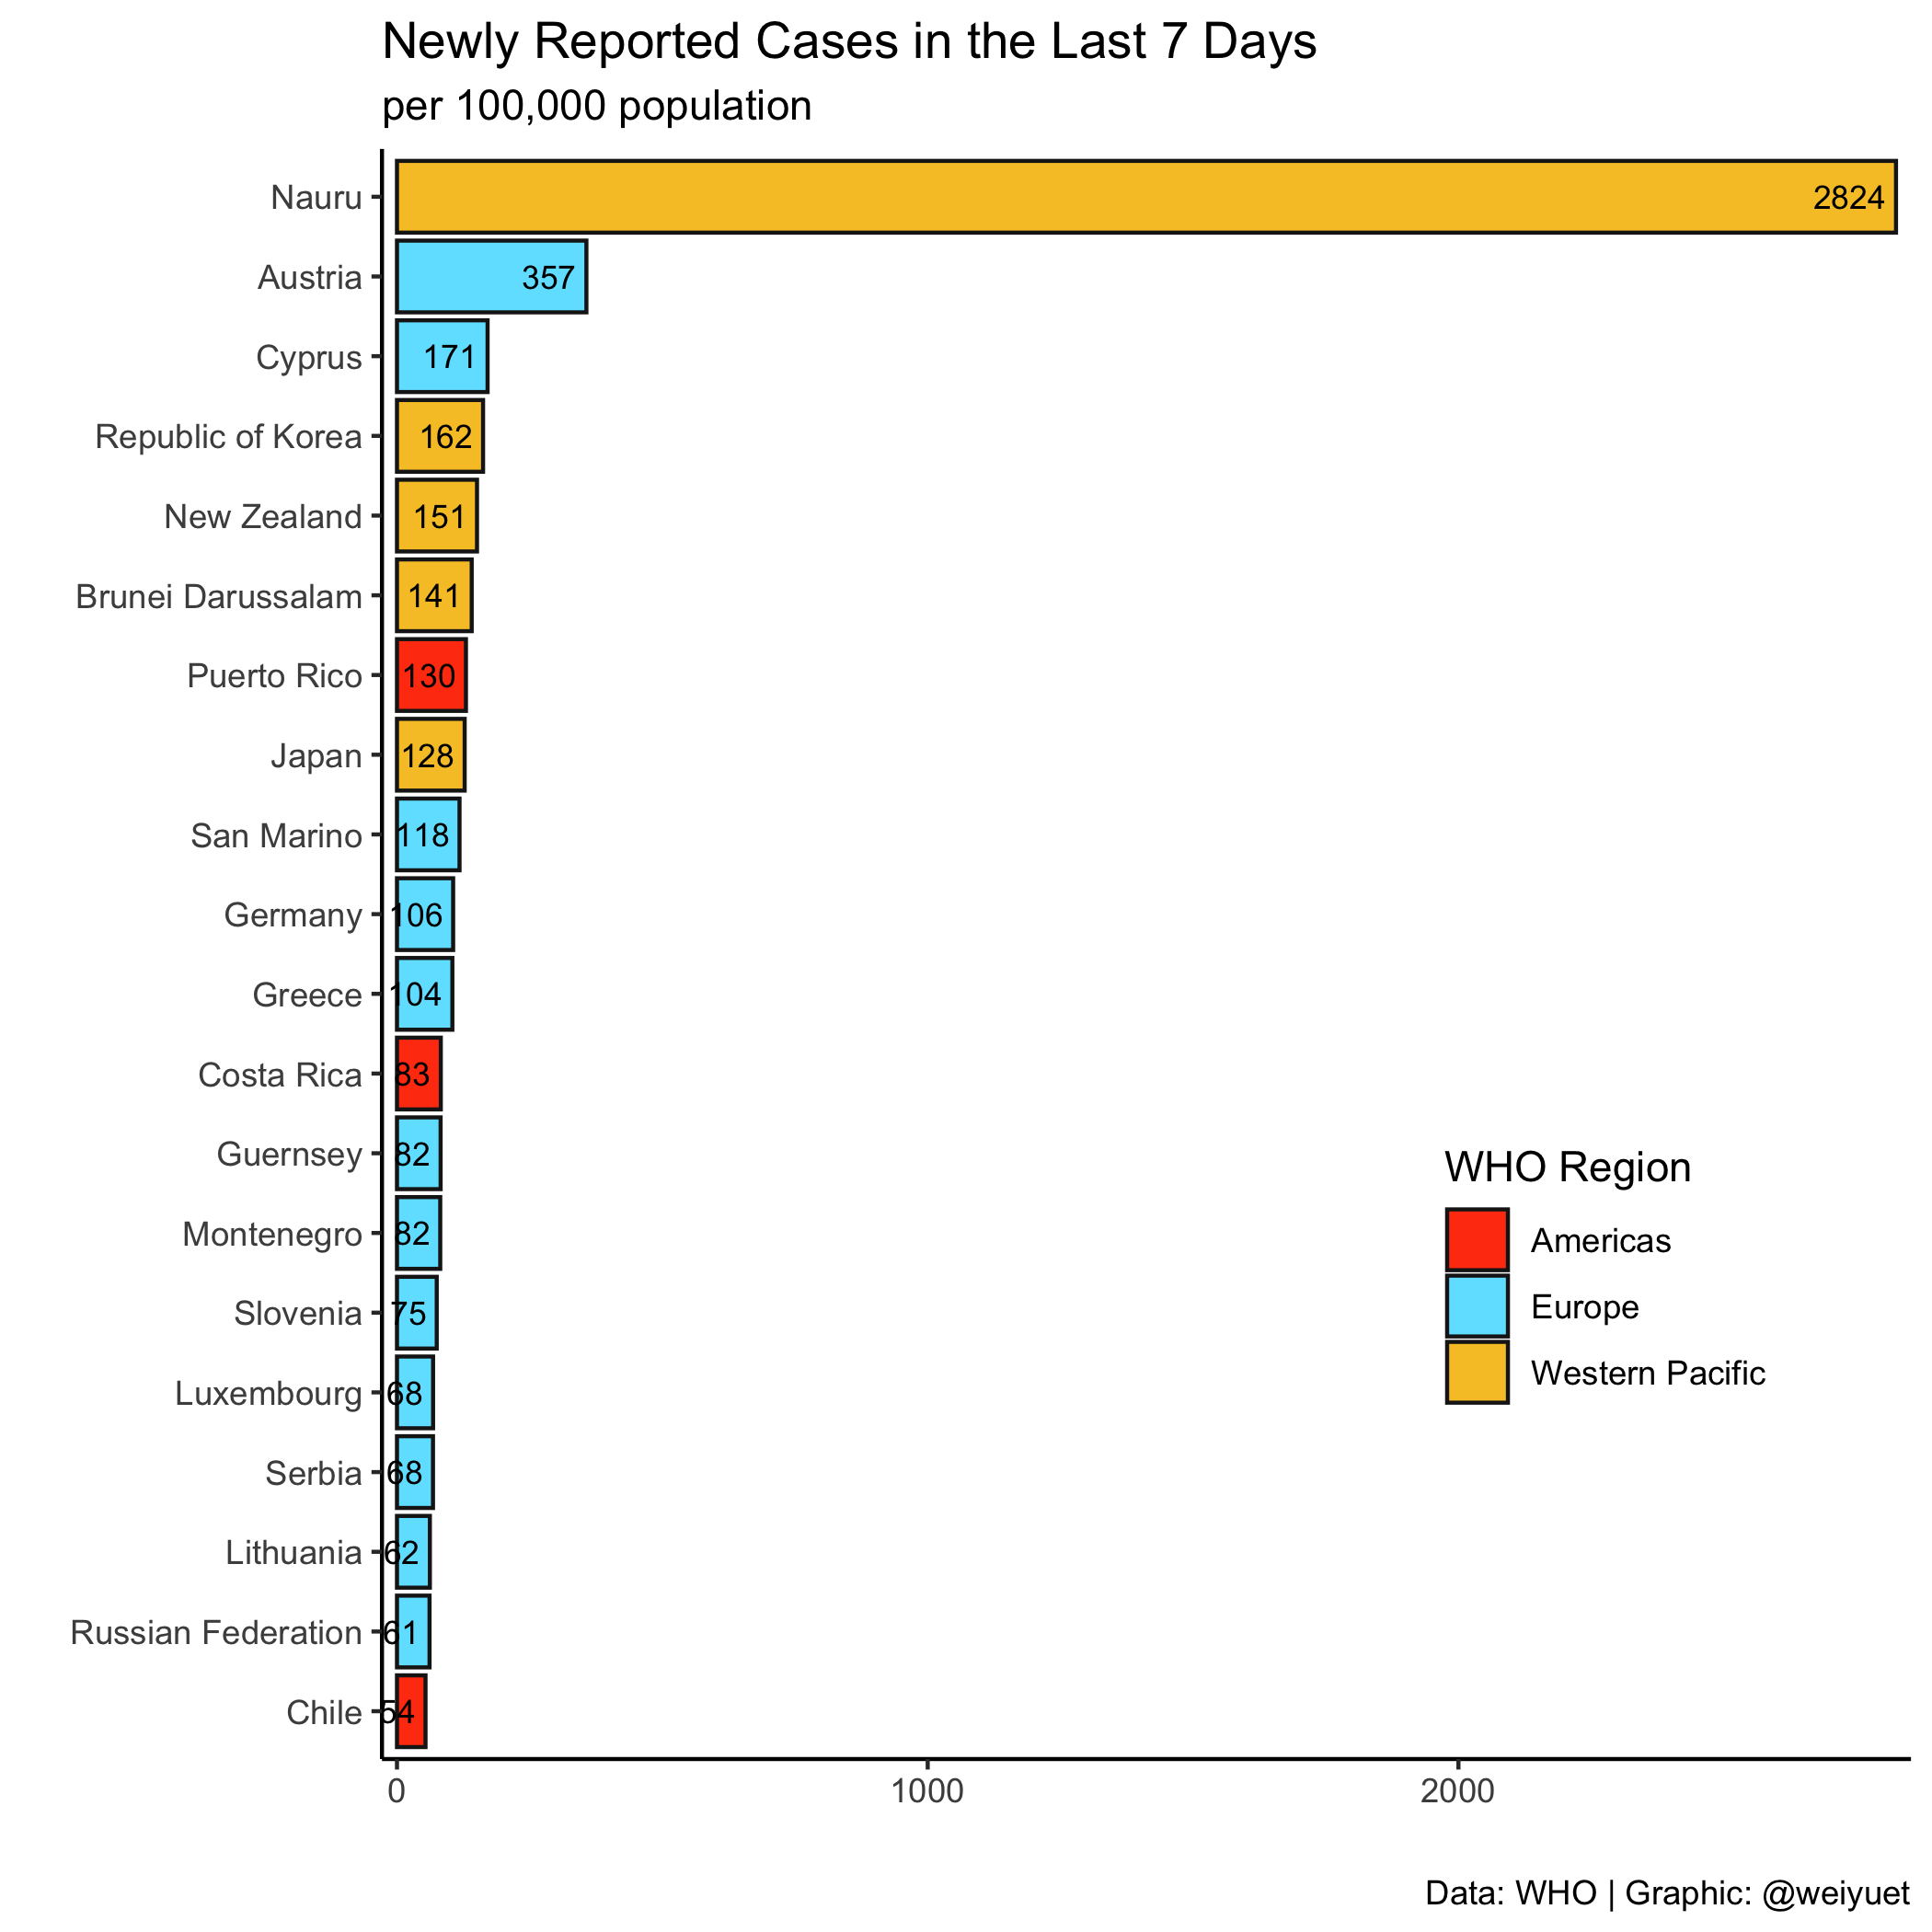 Newly Reported Cases in the Last 7 Days
per 100,000 population
Nauru 2824
Austria 357
Cyprus 171
Republic of Korea 162
New Zealand 151
Brunei Darussalam 141
Puerto Rico 130
Japan 128
San Marino 118
Germany 106
Greece 104
Costa Rica 83
Guernsey 82
Montenegro 82
Slovenia 75
Luxembourg 68
Serbia 68
Lithuania 62
Russian Federation 61
Chile 54
WHO Region
Americas
Europe
Western Pacific
0 1000 2000
Data: WHO | Graphic: @weiyuet